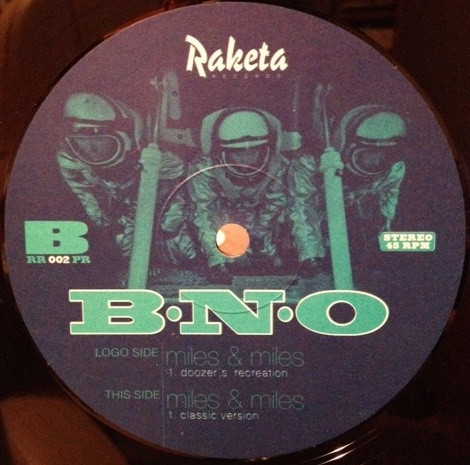 Raketa
RECORDS
B
RR 002 PR
STEREO
45 RPM
B·N·O
LOGO SIDE
miles & miles
1. doozer,s recreation
THIS SIDE
miles & miles
1. classic version